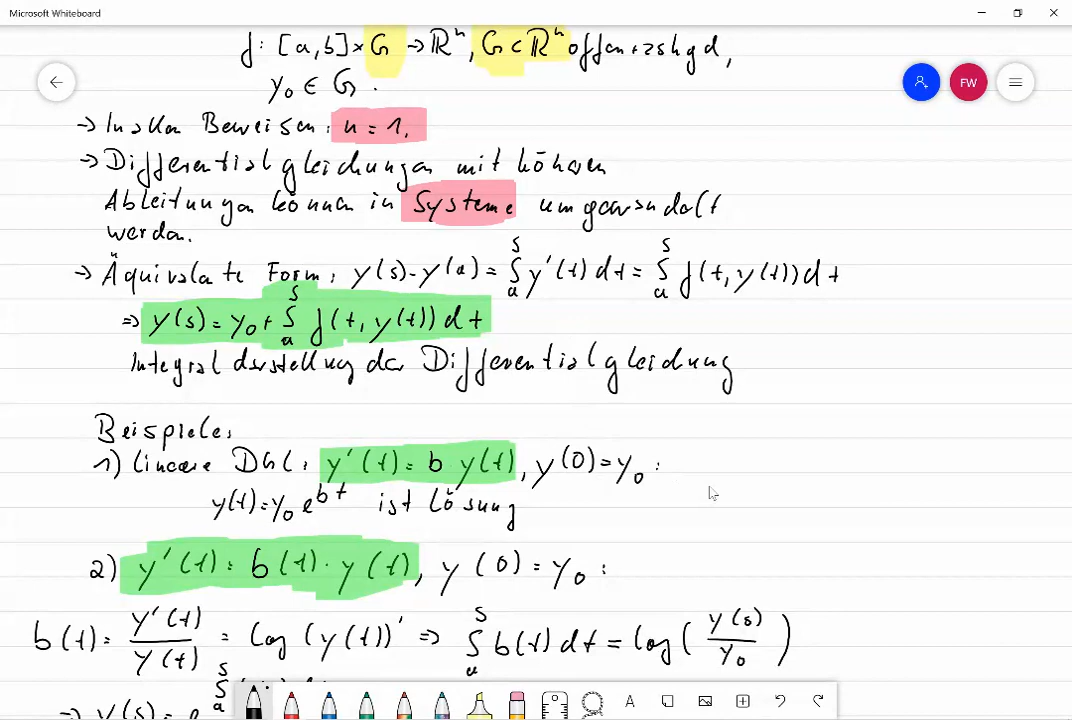 Microsoft Whiteboard
f: [a,b] × G → ℝⁿ, G ⊂ ℝⁿ offen + zshgd,
y₀ ∈ G.
FW
→ In allen Beweisen: n = 1,
→ Differentialgleichungen mit höheren
Ableitungen können in Systeme umgewandelt
werden.
→ Äquivalente Form: y(s) - y(a) = ∫ₐˢ y'(t) dt = ∫ₐˢ f(t, y(t)) dt
⇒ y(s) = y₀ + ∫ₐˢ f(t, y(t)) dt
Integraldarstellung der Differentialgleichung
Beispiele:
1) lineare DGL: y'(t) = b y(t), y(0) = y₀ :
y(t) = y₀ e^{bt} ist Lösung
2) y'(t) = b(t) · y(t), y(0) = y₀ :
b(t) = y'(t)/y(t) = log(y(t))' ⇒ ∫ₐˢ b(t) dt = log(y(s)/y₀)
⇒ y(s) =
A